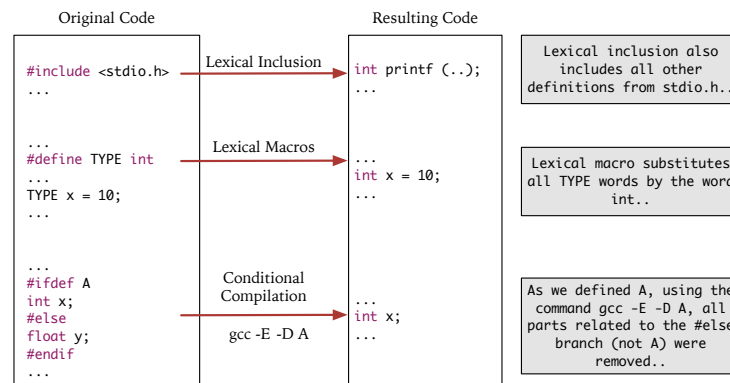 Original Code
Resulting Code
#include <stdio.h>
...
Lexical Inclusion
int printf (..);
...
Lexical inclusion also
includes all other
definitions from stdio.h..
...
#define TYPE int
...
TYPE x = 10;
...
Lexical Macros
...
int x = 10;
...
Lexical macro substitutes
all TYPE words by the word
int..
...
#ifdef A
int x;
#else
float y;
#endif
...
Conditional
Compilation
gcc -E -D A
...
int x;
...
As we defined A, using the
command gcc -E -D A, all
parts related to the #else
branch (not A) were
removed..